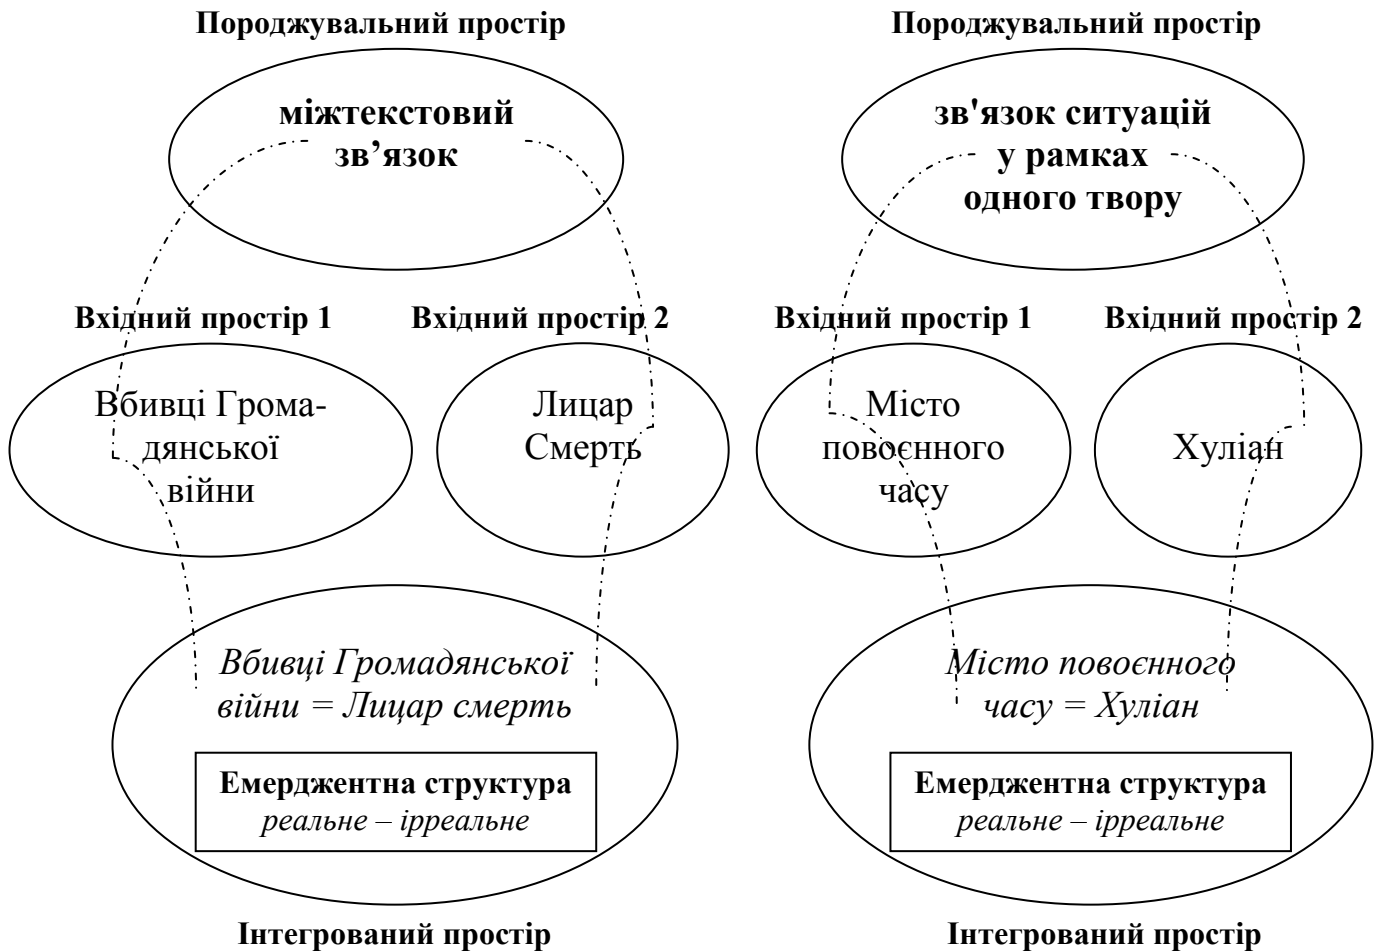 Породжувальний простір
міжтекстовий
зв’язок
Вхідний простір 1
Вхідний простір 2
Вбивці Грома-
дянської
війни
Лицар
Смерть
Вбивці Громадянської
війни = Лицар смерть
Емерджентна структура
реальне – ірреальне
Інтегрований простір
Породжувальний простір
зв'язок ситуацій
у рамках
одного твору
Вхідний простір 1
Вхідний простір 2
Місто
повоєнного
часу
Хуліан
Місто повоєнного
часу = Хуліан
Емерджентна структура
реальне – ірреальне
Інтегрований простір